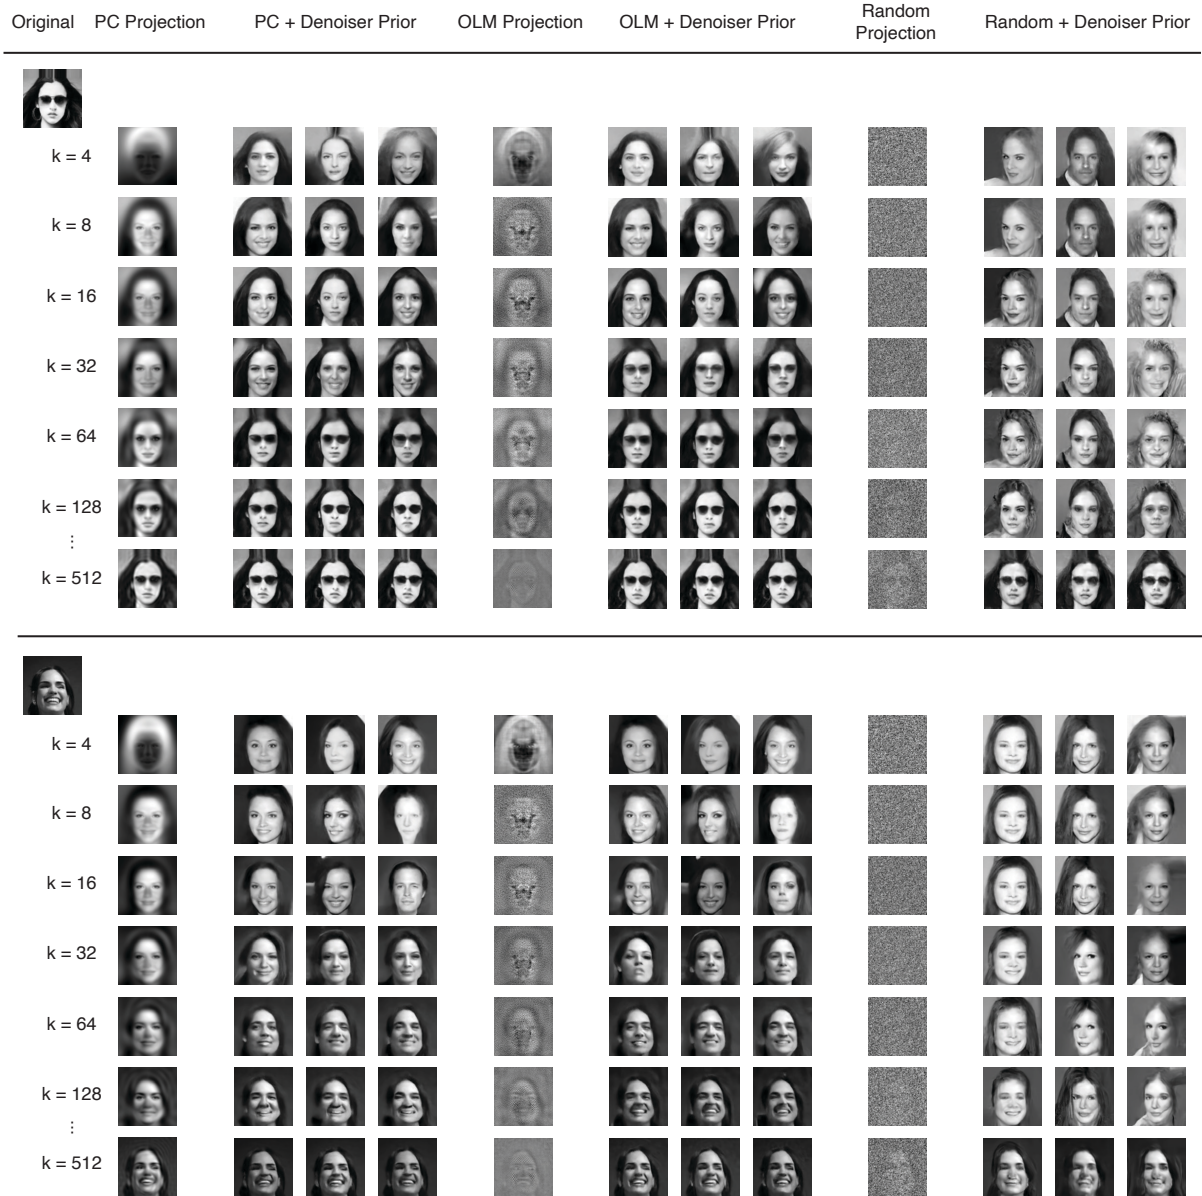 Original PC Projection PC + Denoiser Prior OLM Projection OLM + Denoiser Prior Random Projection Random + Denoiser Prior
k = 4
k = 8
k = 16
k = 32
k = 64
k = 128
⋮
k = 512
k = 4
k = 8
k = 16
k = 32
k = 64
k = 128
⋮
k = 512